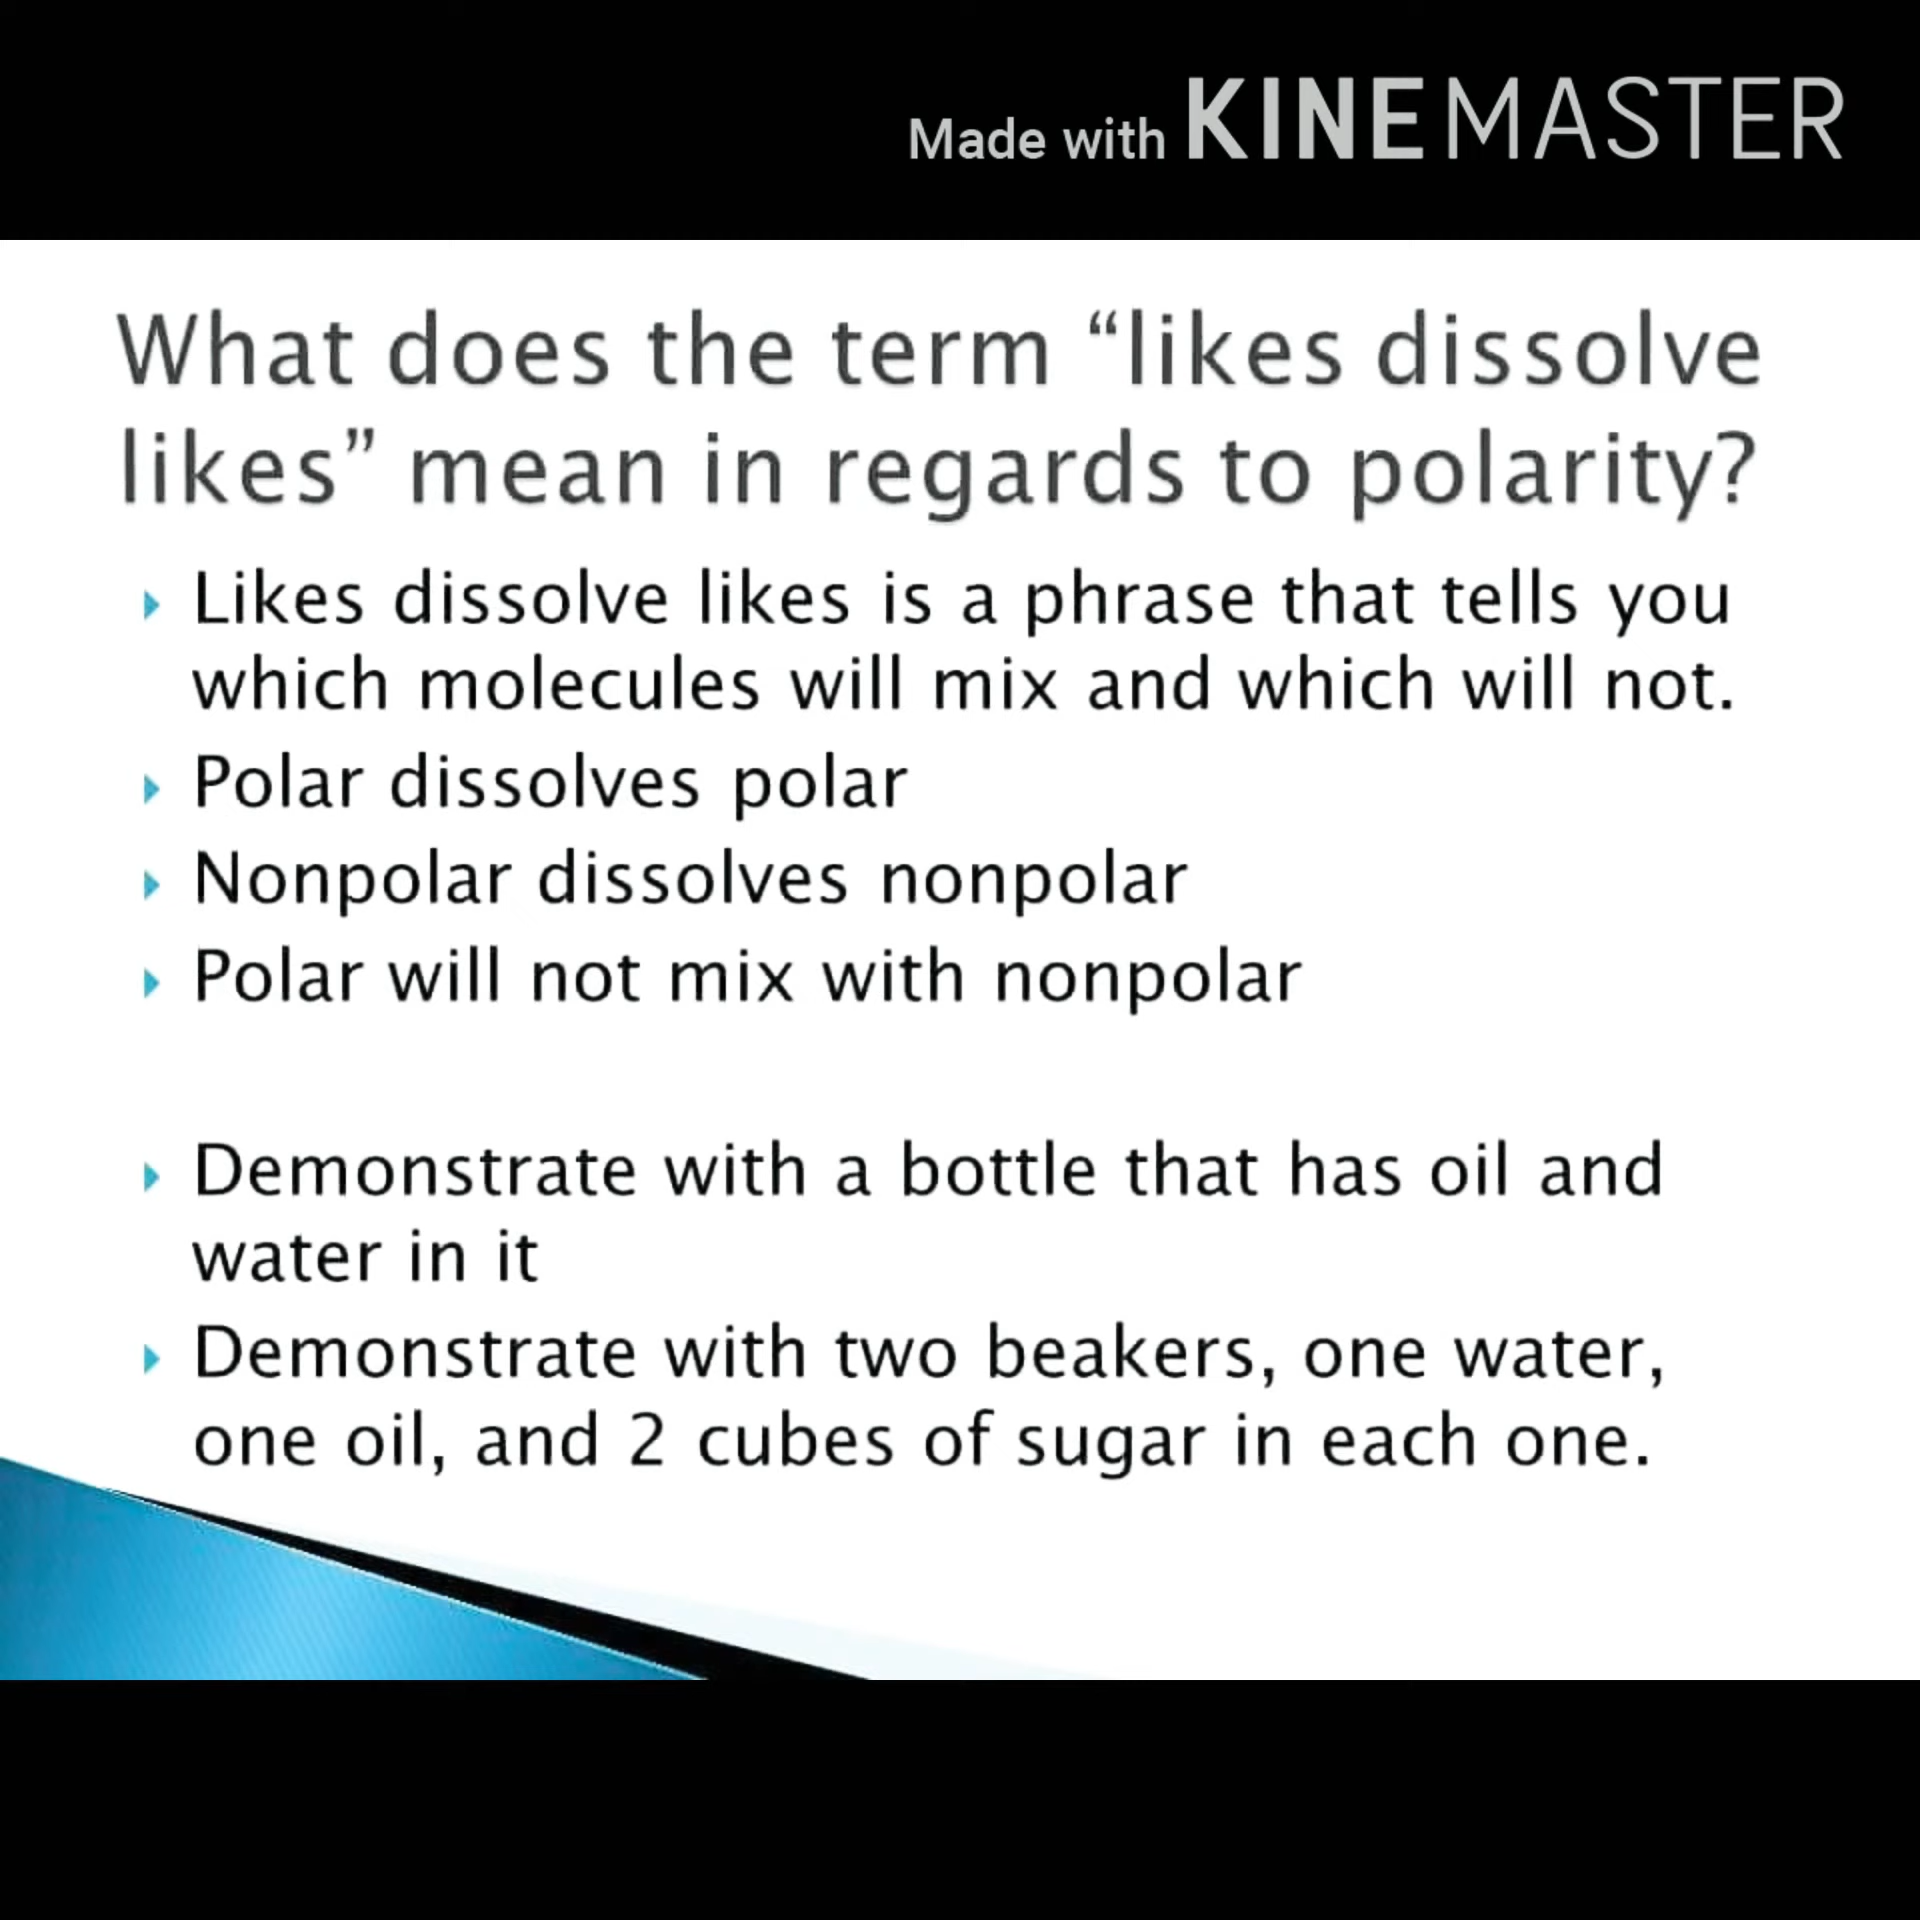 Made with KINEMASTER
What does the term “likes dissolve
likes” mean in regards to polarity?
Likes dissolve likes is a phrase that tells you
which molecules will mix and which will not.
Polar dissolves polar
Nonpolar dissolves nonpolar
Polar will not mix with nonpolar
Demonstrate with a bottle that has oil and
water in it
Demonstrate with two beakers, one water,
one oil, and 2 cubes of sugar in each one.